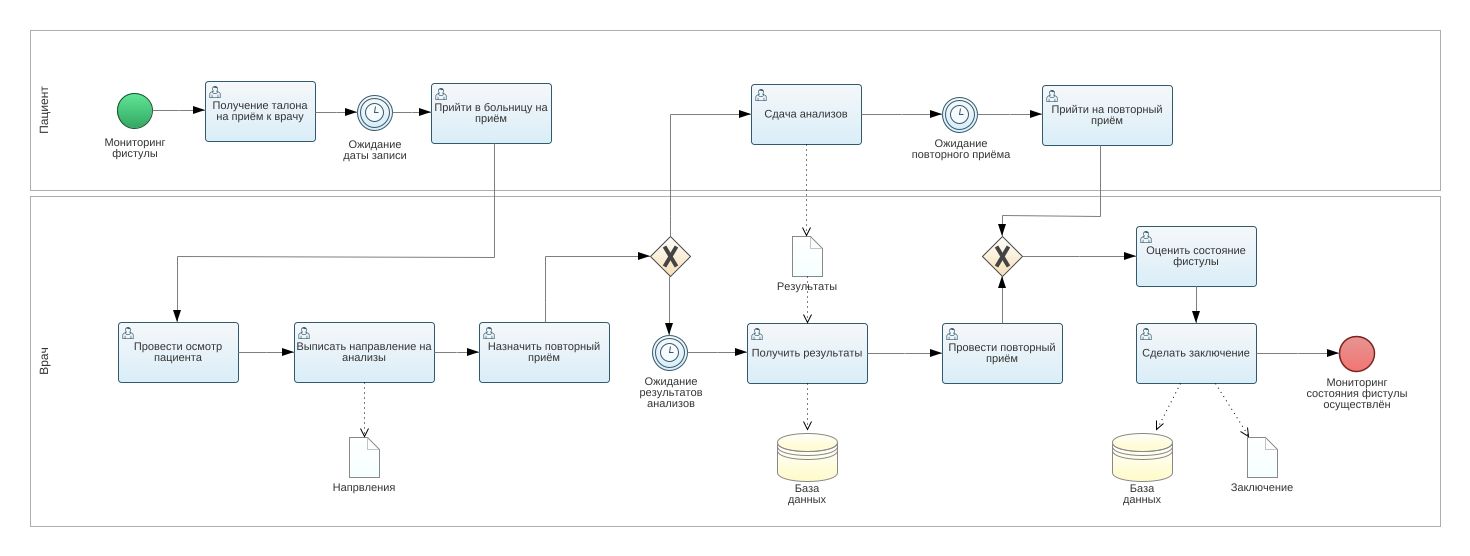 Пациент
Мониторинг
фистулы
Получение талона
на приём к врачу
Ожидание
даты записи
Прийти в больницу на
приём
Сдача анализов
Ожидание
повторного приёма
Прийти на повторный
приём
Врач
Провести осмотр
пациента
Выписать направление на
анализы
Напрвления
Назначить повторный
приём
Ожидание
результатов
анализов
Результаты
Получить результаты
База
данных
Провести повторный
приём
Оценить состояние
фистулы
Сделать заключение
База
данных
Заключение
Мониторинг
состояния фистулы
осуществлён